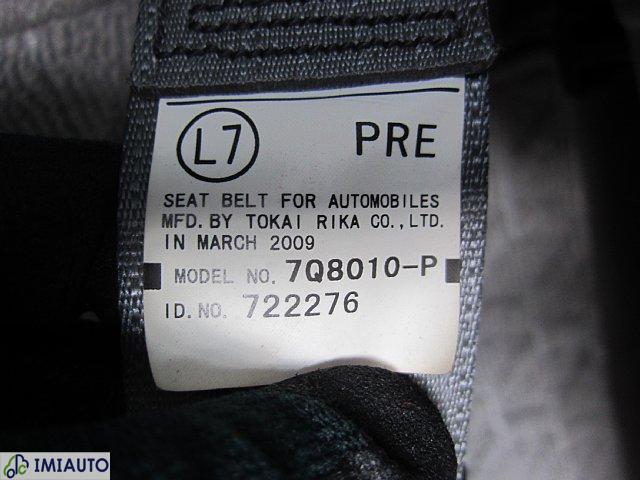 L7 PRE
SEAT BELT FOR AUTOMOBILES
MFD. BY TOKAI RIKA CO., LTD.
IN MARCH 2009
MODEL NO. 7Q8010-P
ID. NO. 722276
IMIAUTO